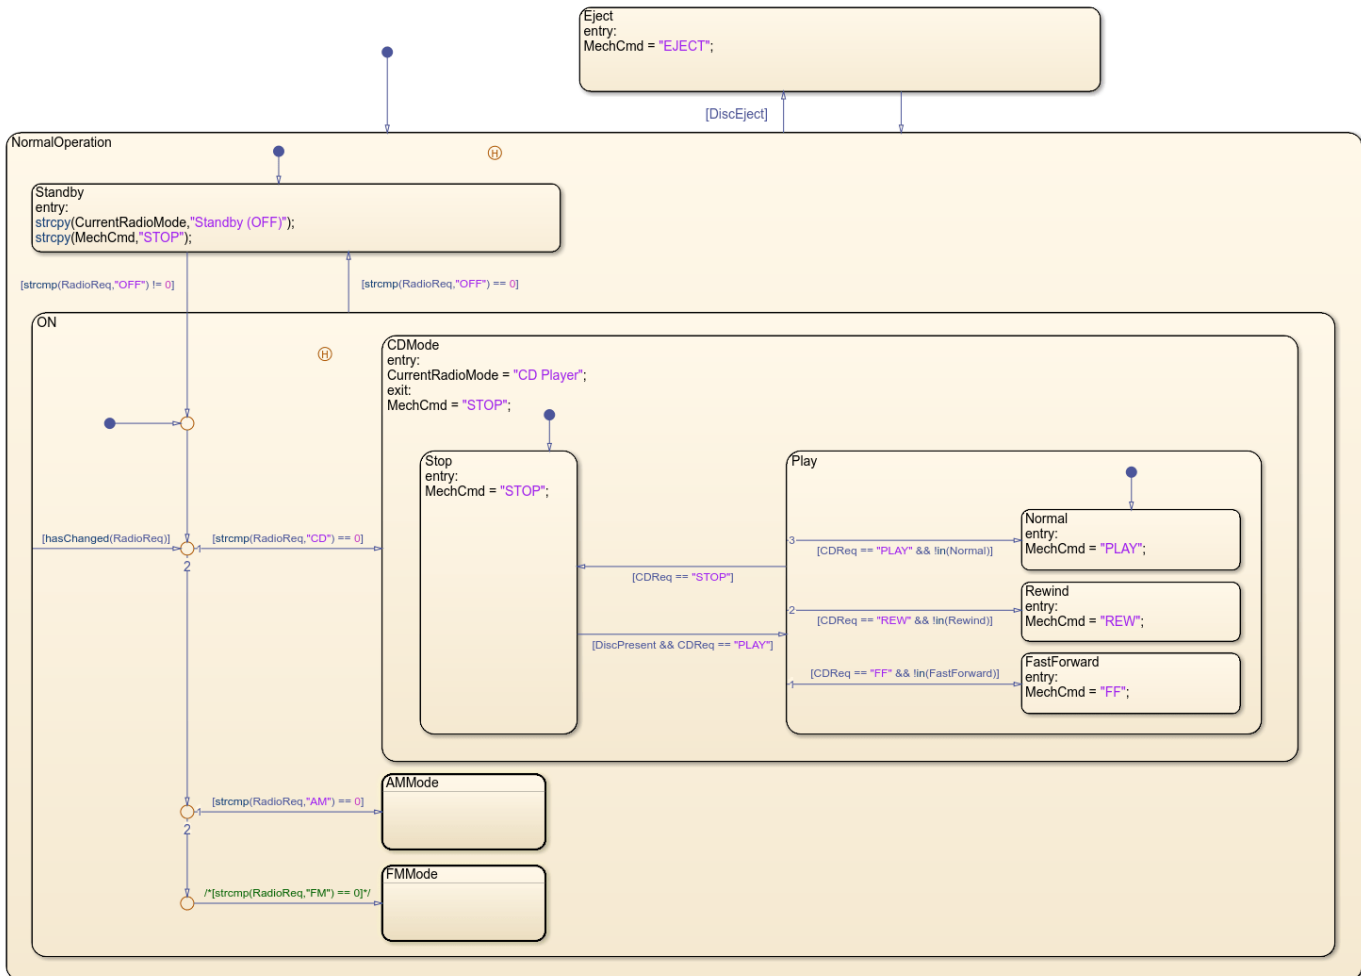 Eject
entry:
MechCmd = "EJECT";
[DiscEject]
NormalOperation
H
Standby
entry:
strcpy(CurrentRadioMode,"Standby (OFF)");
strcpy(MechCmd,"STOP");
[strcmp(RadioReq,"OFF") != 0]
[strcmp(RadioReq,"OFF") == 0]
ON
H
CDMode
entry:
CurrentRadioMode = "CD Player";
exit:
MechCmd = "STOP";
Stop
entry:
MechCmd = "STOP";
Play
Normal
entry:
MechCmd = "PLAY";
3
[CDReq == "PLAY" && !in(Normal)]
[hasChanged(RadioReq)]
1
[strcmp(RadioReq,"CD") == 0]
2
[CDReq == "STOP"]
Rewind
entry:
MechCmd = "REW";
2
[CDReq == "REW" && !in(Rewind)]
[DiscPresent && CDReq == "PLAY"]
FastForward
entry:
MechCmd = "FF";
[CDReq == "FF" && !in(FastForward)]
1
AMMode
1
[strcmp(RadioReq,"AM") == 0]
2
FMMode
/*[strcmp(RadioReq,"FM") == 0]*/